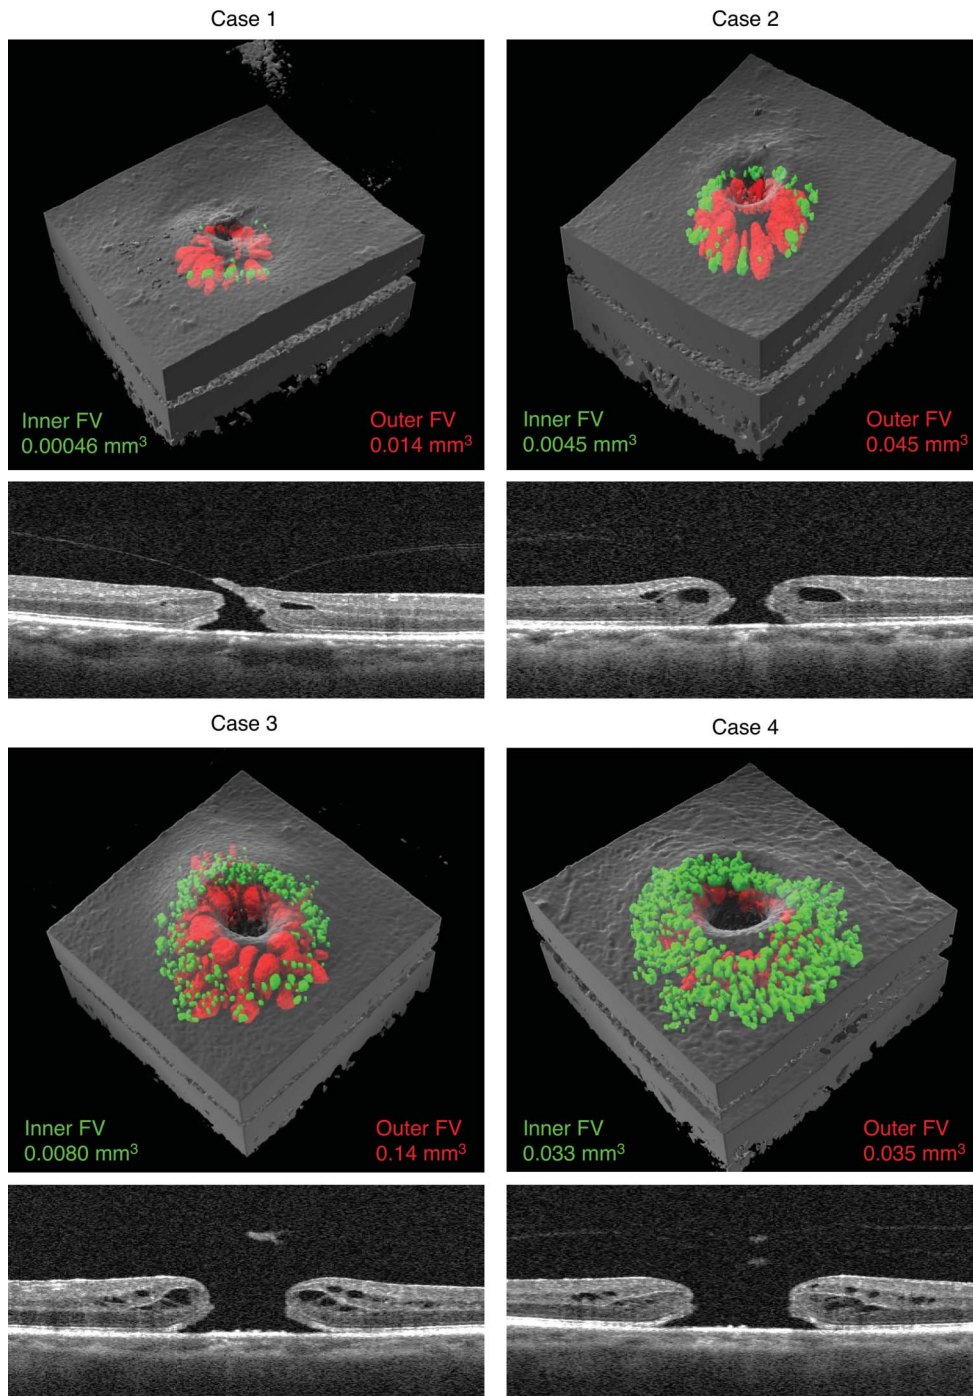 Case 1
Case 2
Inner FV
0.00046 mm³
Outer FV
0.014 mm³
Inner FV
0.0045 mm³
Outer FV
0.045 mm³
Case 3
Case 4
Inner FV
0.0080 mm³
Outer FV
0.14 mm³
Inner FV
0.033 mm³
Outer FV
0.035 mm³